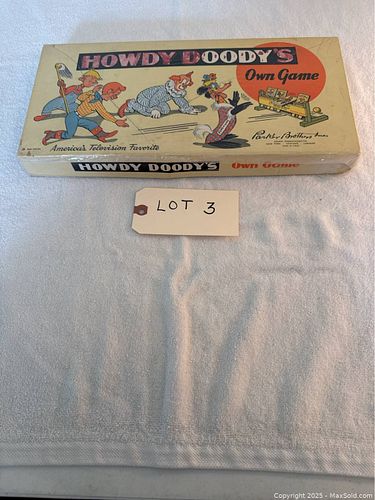 HOWDY DOODY'S
Own Game
America's Television Favorite
Parker Brothers Inc.
HOWDY DOODY'S Own Game
LOT 3
Copyright 2025 - MaxSold.com